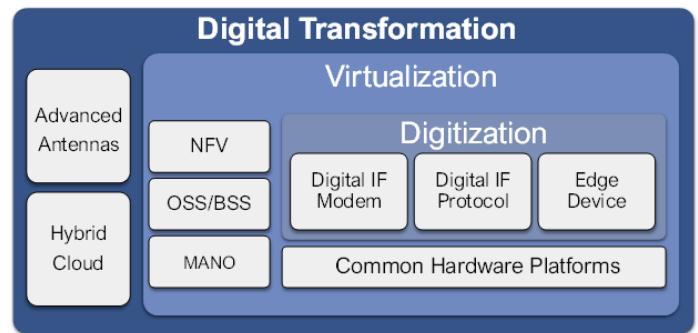 Digital Transformation
Advanced
Antennas
Hybrid
Cloud
Virtualization
NFV
OSS/BSS
MANO
Digitization
Digital IF
Modem
Digital IF
Protocol
Edge
Device
Common Hardware Platforms